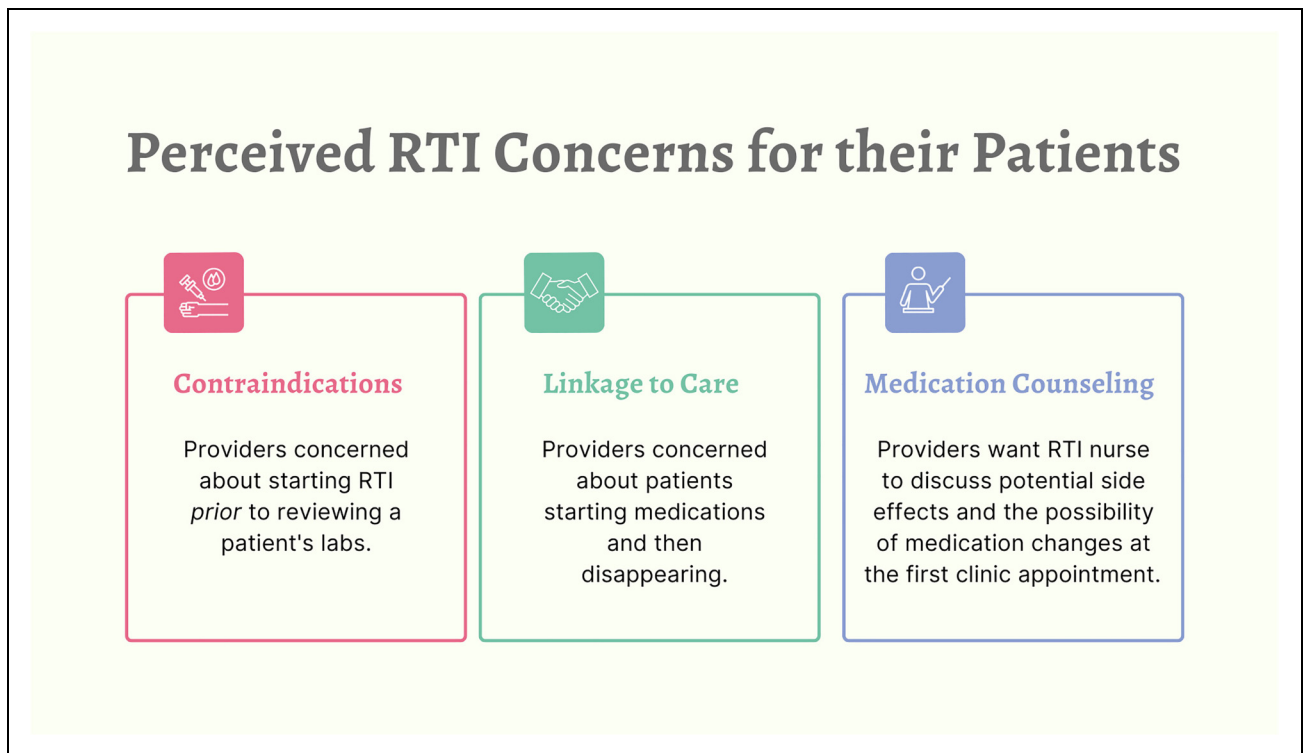 Perceived RTI Concerns for their Patients
Contraindications
Providers concerned
about starting RTI
prior to reviewing a
patient's labs.
Linkage to Care
Providers concerned
about patients
starting medications
and then
disappearing.
Medication Counseling
Providers want RTI nurse
to discuss potential side
effects and the possibility
of medication changes at
the first clinic appointment.